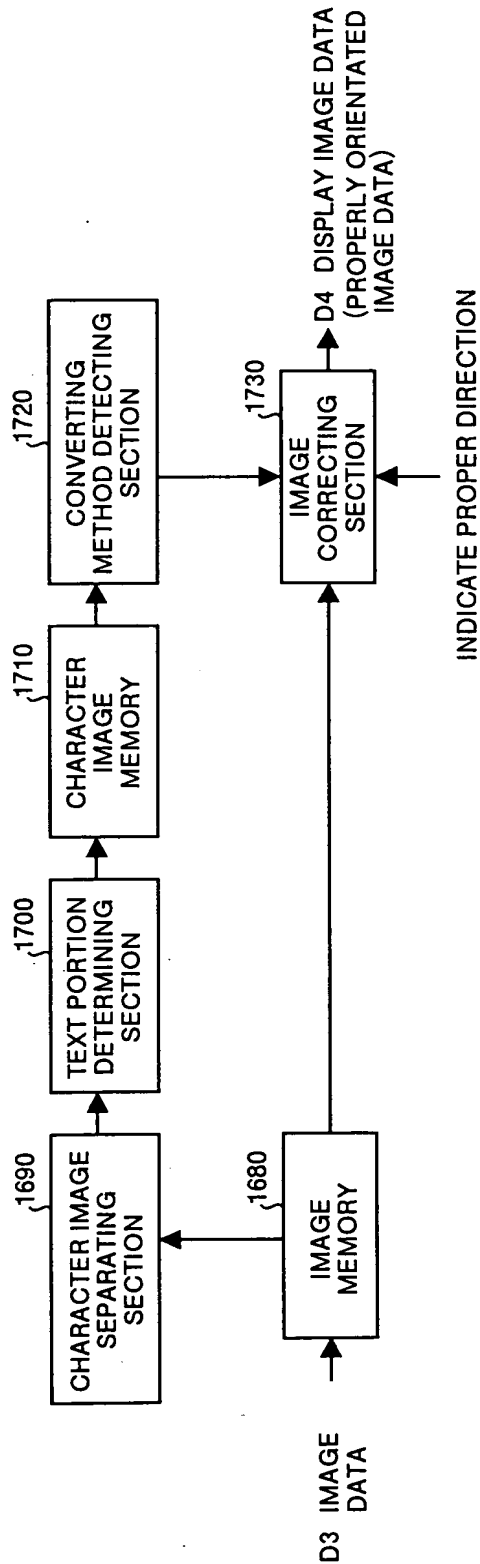 1690
CHARACTER IMAGE
SEPARATING
SECTION
1700
TEXT PORTION
DETERMINING
SECTION
1710
CHARACTER
IMAGE
MEMORY
1720
CONVERTING
METHOD DETECTING
SECTION
D3 IMAGE
DATA
1680
IMAGE
MEMORY
1730
IMAGE
CORRECTING
SECTION
D4 DISPLAY IMAGE DATA
(PROPERLY ORIENTATED
IMAGE DATA)
INDICATE PROPER DIRECTION